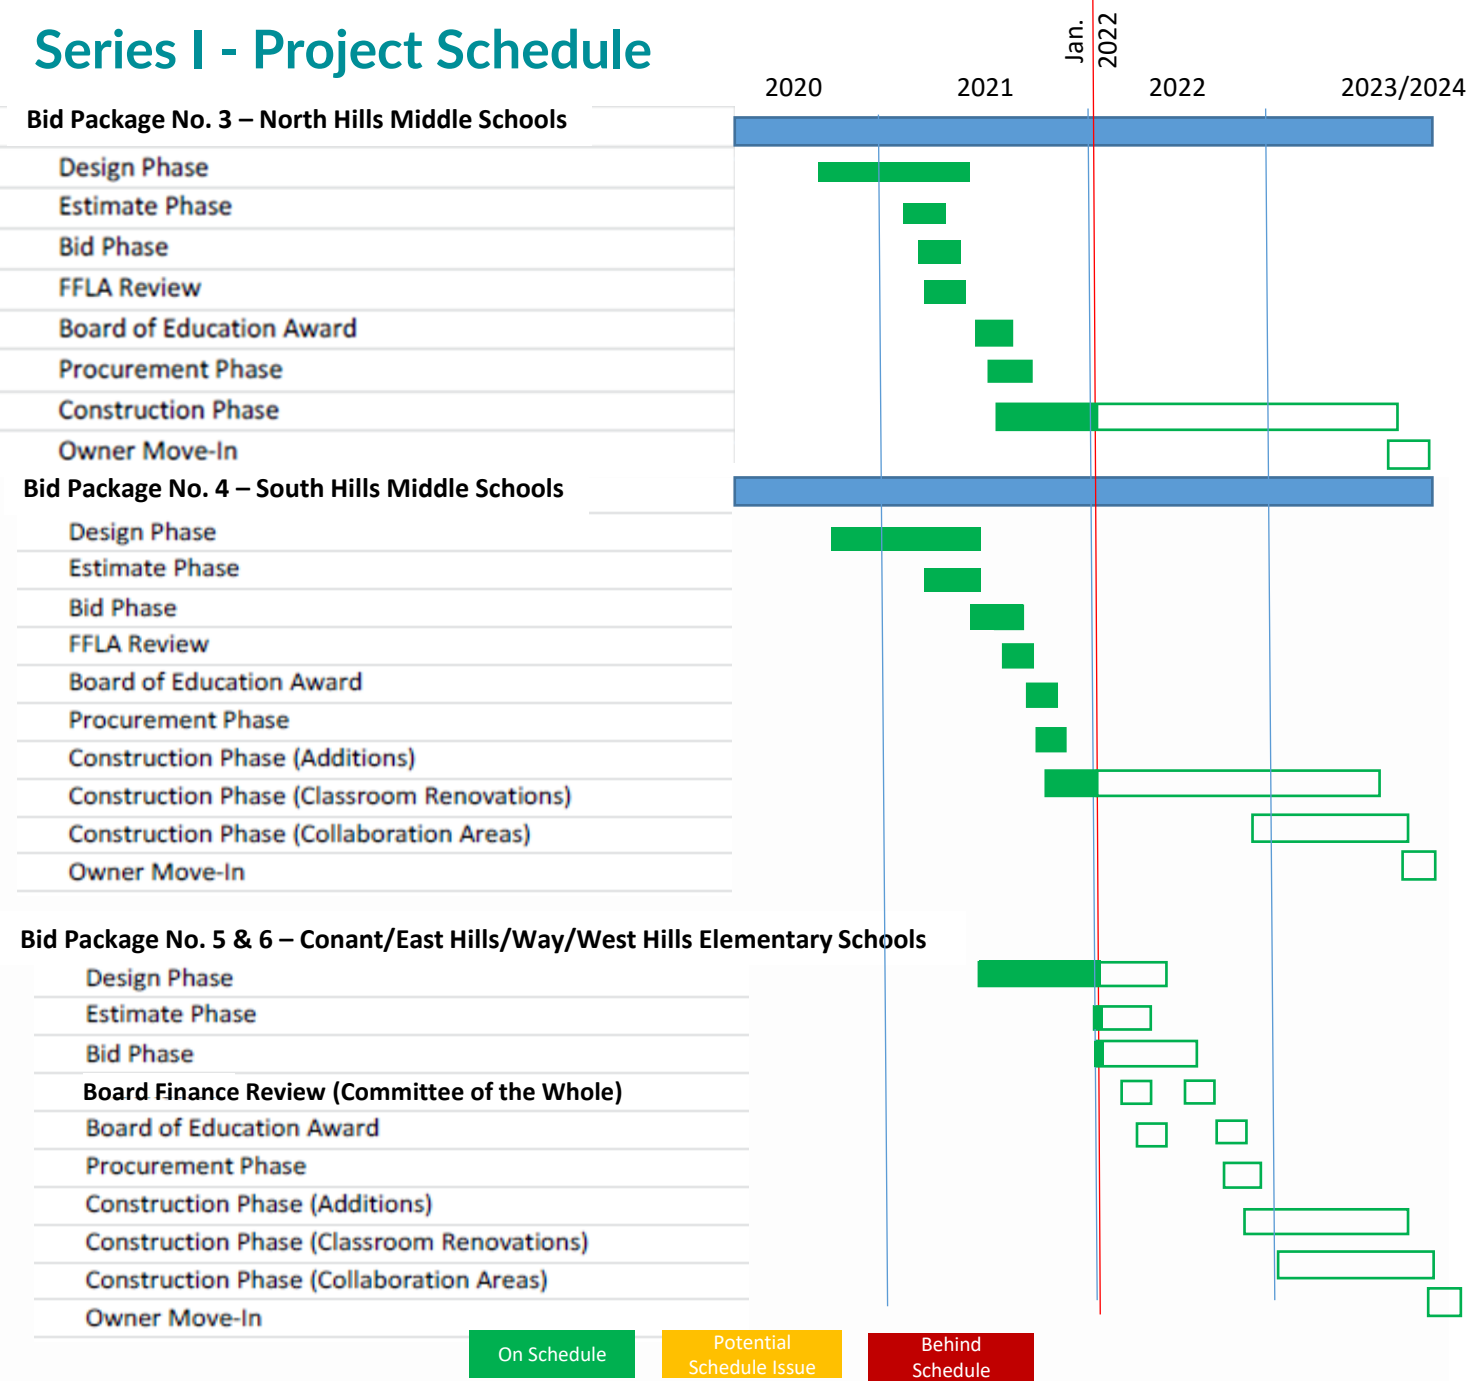 Series I - Project Schedule
Jan.
2022
2020
2021
2022
2023/2024
Bid Package No. 3 – North Hills Middle Schools
Design Phase
Estimate Phase
Bid Phase
FFLA Review
Board of Education Award
Procurement Phase
Construction Phase
Owner Move-In
Bid Package No. 4 – South Hills Middle Schools
Design Phase
Estimate Phase
Bid Phase
FFLA Review
Board of Education Award
Procurement Phase
Construction Phase (Additions)
Construction Phase (Classroom Renovations)
Construction Phase (Collaboration Areas)
Owner Move-In
Bid Package No. 5 & 6 – Conant/East Hills/Way/West Hills Elementary Schools
Design Phase
Estimate Phase
Bid Phase
Board Finance Review (Committee of the Whole)
Board of Education Award
Procurement Phase
Construction Phase (Additions)
Construction Phase (Classroom Renovations)
Construction Phase (Collaboration Areas)
Owner Move-In
On Schedule
Potential
Schedule Issue
Behind
Schedule